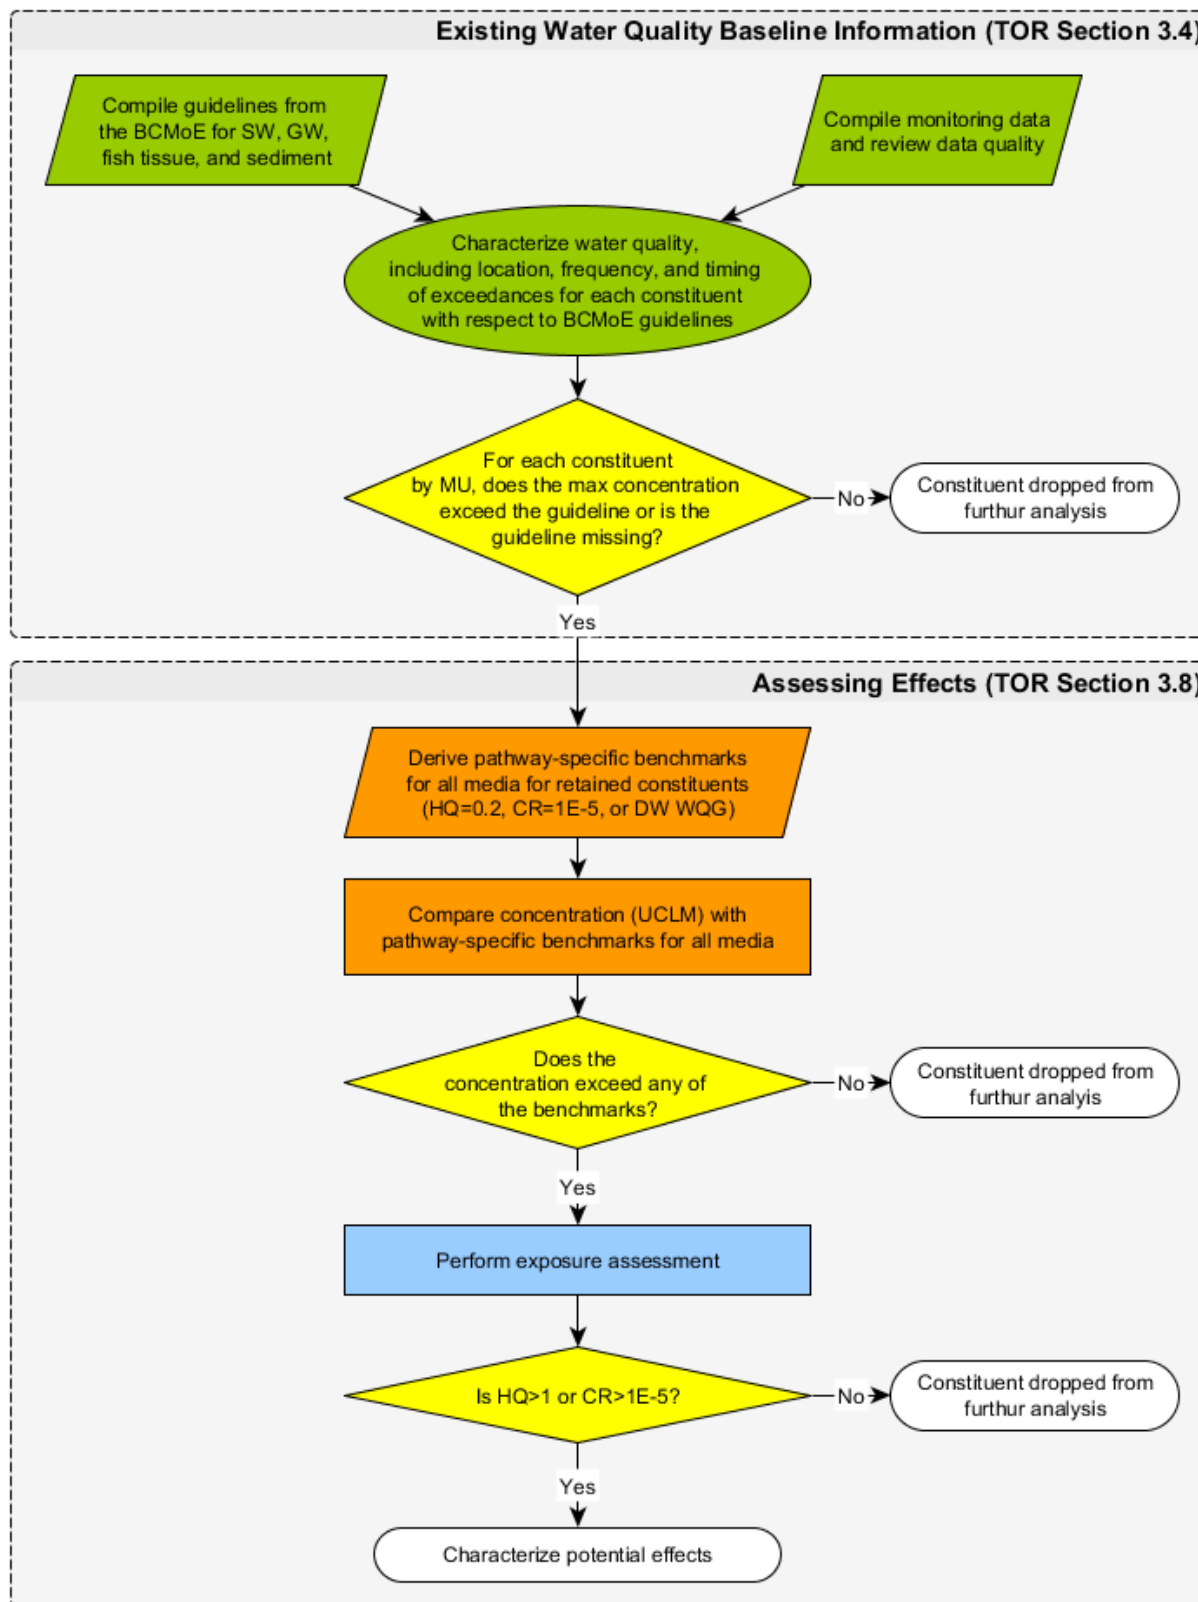 Existing Water Quality Baseline Information (TOR Section 3.4)
Compile guidelines from
the BCMoE for SW, GW,
fish tissue, and sediment
Compile monitoring data
and review data quality
Characterize water quality,
including location, frequency, and timing
of exceedances for each constituent
with respect to BCMoE guidelines
For each constituent
by MU, does the max concentration
exceed the guideline or is the
guideline missing?
No
Constituent dropped from
furthur analysis
Yes
Assessing Effects (TOR Section 3.8)
Derive pathway-specific benchmarks
for all media for retained constituents
(HQ=0.2, CR=1E-5, or DW WQG)
Compare concentration (UCLM) with
pathway-specific benchmarks for all media
Does the
concentration exceed any of
the benchmarks?
No
Constituent dropped from
furthur analyis
Yes
Perform exposure assessment
Is HQ>1 or CR>1E-5?
No
Constituent dropped from
furthur analysis
Yes
Characterize potential effects